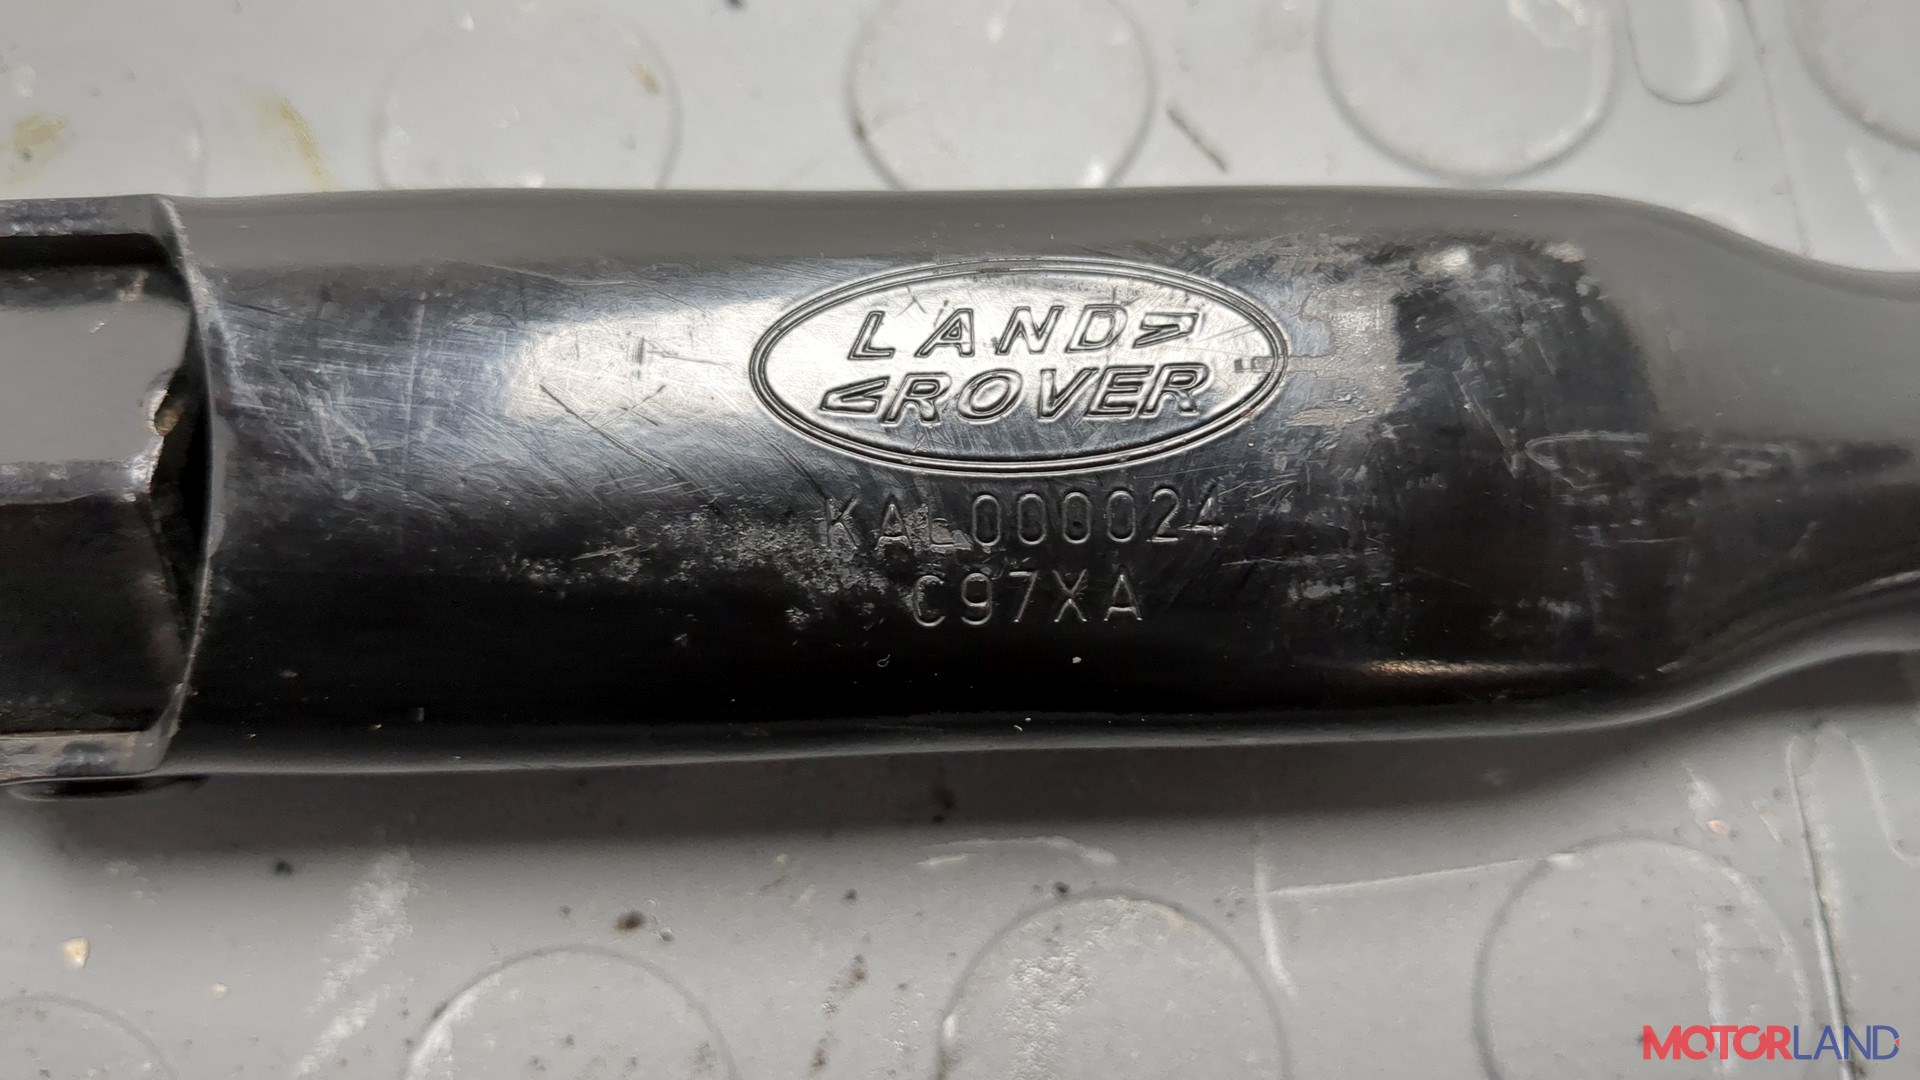 LAND
ROVER
KAL000024
C97XA
MOTORLAND